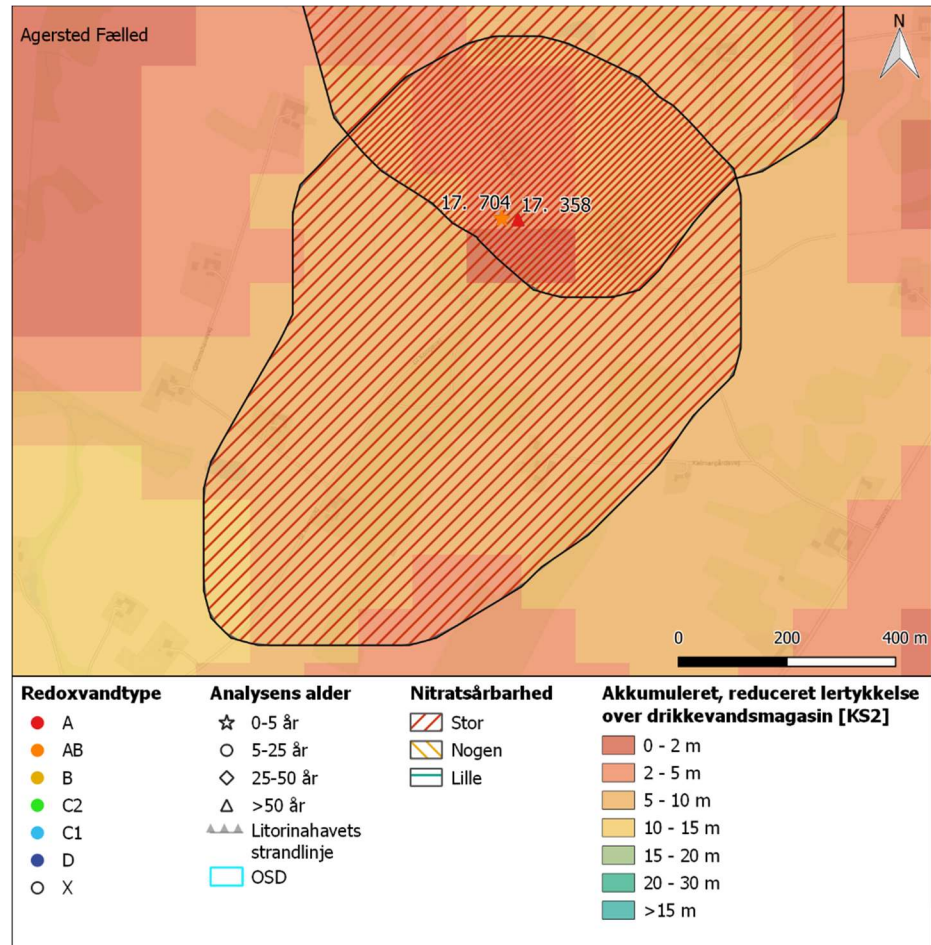 Agersted Fælled
N
17. 704 17. 358
0 200 400 m
Redoxvandtype
A
AB
B
C2
C1
D
X
Analysens alder
0-5 år
5-25 år
25-50 år
>50 år
Litorinahavets
strandlinje
OSD
Nitratsårbarhed
Stor
Nogen
Lille
Akkumuleret, reduceret lertykkelse
over drikkevandsmagasin [KS2]
0 - 2 m
2 - 5 m
5 - 10 m
10 - 15 m
15 - 20 m
20 - 30 m
>15 m